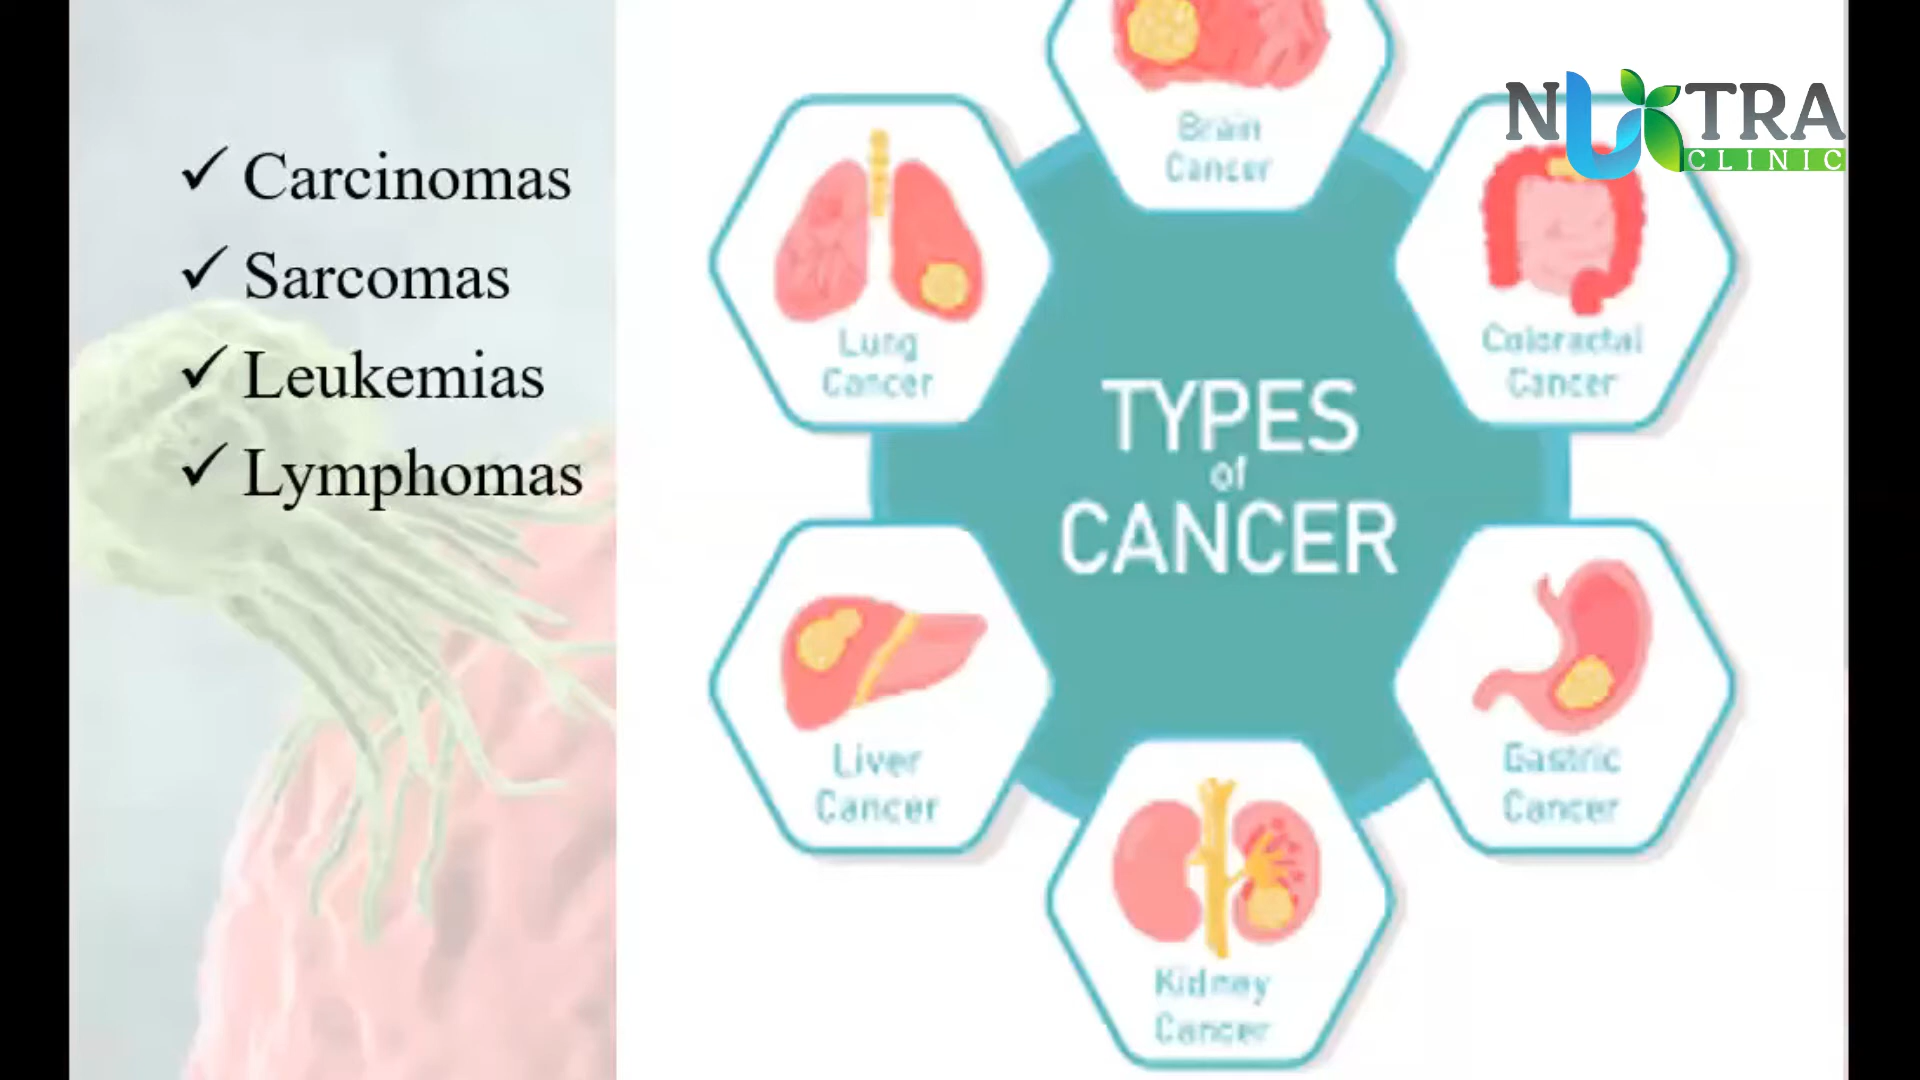 ✓ Carcinomas
✓ Sarcomas
✓ Leukemias
✓ Lymphomas
TYPES
of
CANCER
Brain
Cancer
Lung
Cancer
Colorectal
Cancer
Liver
Cancer
Gastric
Cancer
Kidney
Cancer
NUTRA
CLINIC